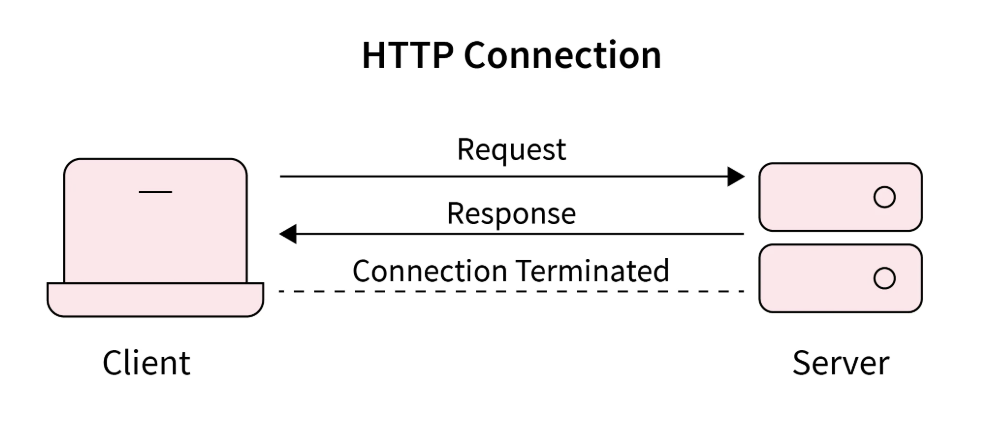 HTTP Connection
Request
Response
Connection Terminated
Client
Server